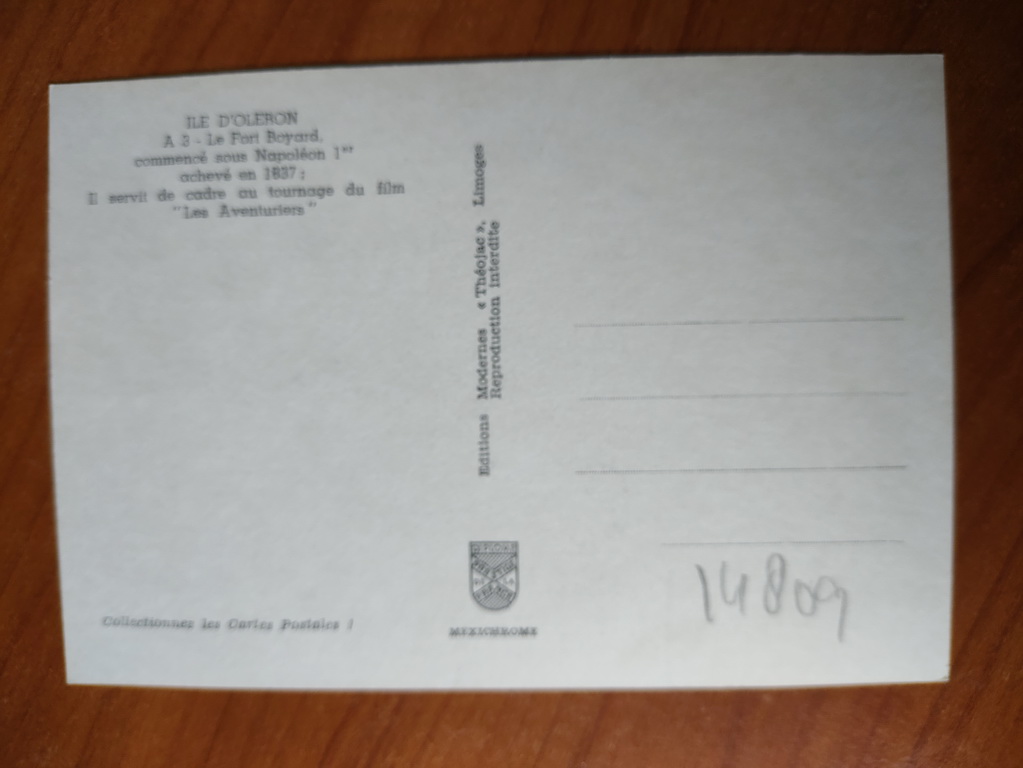 ILE D'OLERON
A 3 - Le Fort Boyard,
commencé sous Napoléon 1er
achevé en 1837 :
Il servit de cadre au tournage du film
"Les Aventuriers"
Editions Modernes « Théojac », Limoges
Reproduction interdite
MEXICHROME
Collectionnez les Cartes Postales !
14809